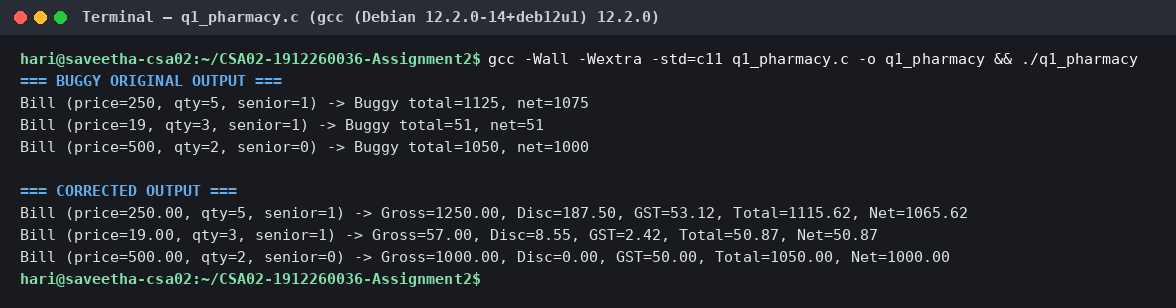 Terminal — q1_pharmacy.c (gcc (Debian 12.2.0-14+deb12u1) 12.2.0)
hari@saveetha-csa02:~/CSA02-1912260036-Assignment2$ gcc -Wall -Wextra -std=c11 q1_pharmacy.c -o q1_pharmacy && ./q1_pharmacy
=== BUGGY ORIGINAL OUTPUT ===
Bill (price=250, qty=5, senior=1) -> Buggy total=1125, net=1075
Bill (price=19, qty=3, senior=1) -> Buggy total=51, net=51
Bill (price=500, qty=2, senior=0) -> Buggy total=1050, net=1000
=== CORRECTED OUTPUT ===
Bill (price=250.00, qty=5, senior=1) -> Gross=1250.00, Disc=187.50, GST=53.12, Total=1115.62, Net=1065.62
Bill (price=19.00, qty=3, senior=1) -> Gross=57.00, Disc=8.55, GST=2.42, Total=50.87, Net=50.87
Bill (price=500.00, qty=2, senior=0) -> Gross=1000.00, Disc=0.00, GST=50.00, Total=1050.00, Net=1000.00
hari@saveetha-csa02:~/CSA02-1912260036-Assignment2$